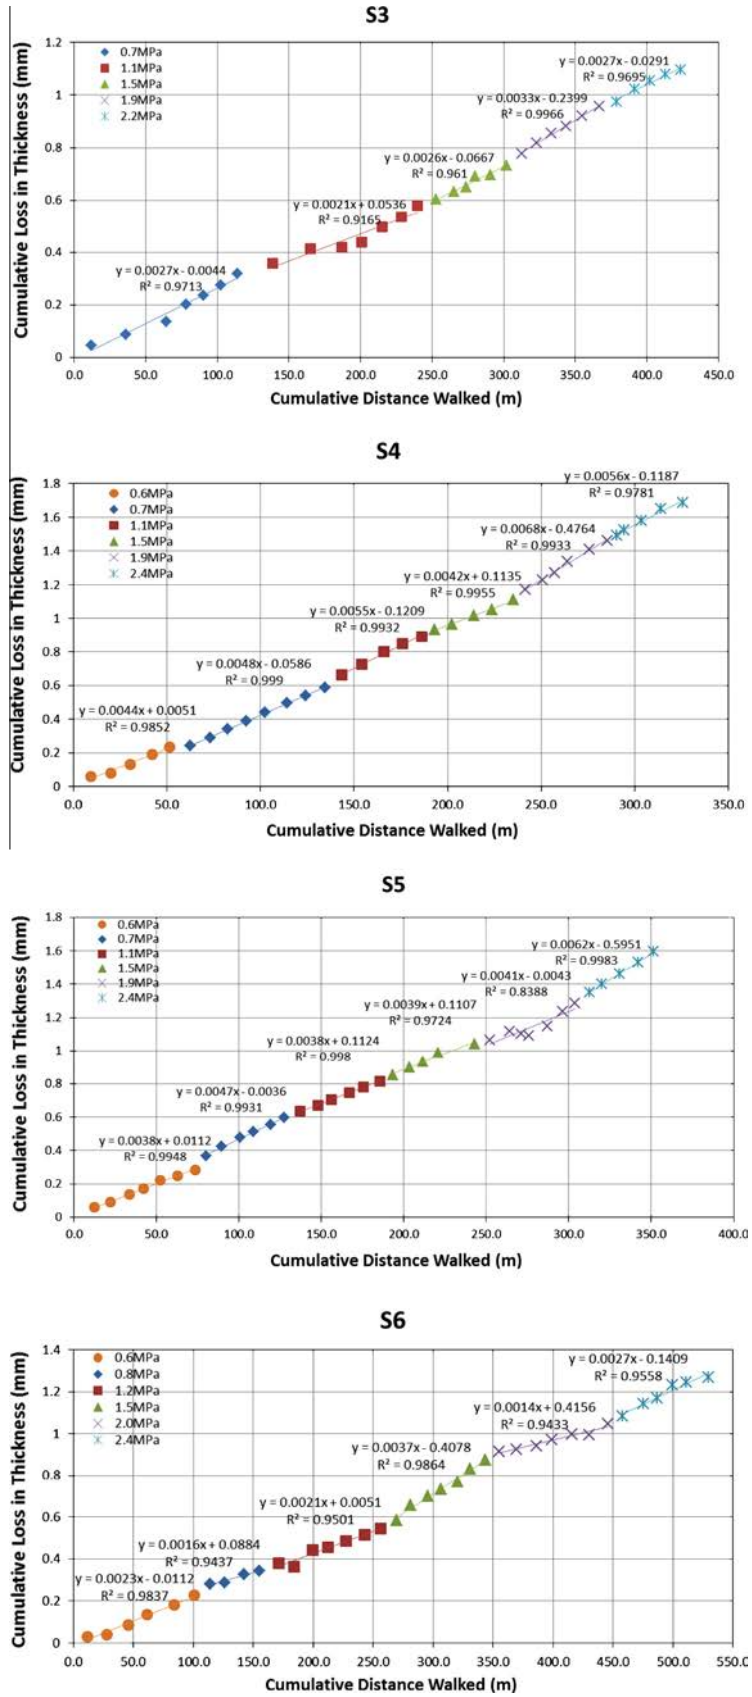 S3
Cumulative Loss in Thickness (mm)
1.2
1
0.8
0.6
0.4
0.2
0
0.7MPa
1.1MPa
1.5MPa
1.9MPa
2.2MPa
y = 0.0027x - 0.0291
R² = 0.9695
y = 0.0033x - 0.2399
R² = 0.9966
y = 0.0026x - 0.0667
R² = 0.961
y = 0.0021x + 0.0536
R² = 0.9165
y = 0.0027x - 0.0044
R² = 0.9713
0.0 50.0 100.0 150.0 200.0 250.0 300.0 350.0 400.0 450.0
Cumulative Distance Walked (m)
S4
Cumulative Loss in Thickness (mm)
1.8
1.6
1.4
1.2
1
0.8
0.6
0.4
0.2
0
0.6MPa
0.7MPa
1.1MPa
1.5MPa
1.9MPa
2.4MPa
y = 0.0056x - 0.1187
R² = 0.9781
y = 0.0068x - 0.4764
R² = 0.9933
y = 0.0042x + 0.1135
R² = 0.9955
y = 0.0055x - 0.1209
R² = 0.9932
y = 0.0048x - 0.0586
R² = 0.999
y = 0.0044x + 0.0051
R² = 0.9852
0.0 50.0 100.0 150.0 200.0 250.0 300.0 350.0
Cumulative Distance Walked (m)
S5
Cumulative Loss in Thickness (mm)
1.8
1.6
1.4
1.2
1
0.8
0.6
0.4
0.2
0
0.6MPa
0.7MPa
1.1MPa
1.5MPa
1.9MPa
2.4MPa
y = 0.0062x - 0.5951
R² = 0.9983
y = 0.0041x - 0.0043
R² = 0.8388
y = 0.0039x + 0.1107
R² = 0.9724
y = 0.0038x + 0.1124
R² = 0.998
y = 0.0047x - 0.0036
R² = 0.9931
y = 0.0038x + 0.0112
R² = 0.9948
0.0 50.0 100.0 150.0 200.0 250.0 300.0 350.0 400.0
Cumulative Distance Walked (m)
S6
Cumulative Loss in Thickness (mm)
1.4
1.2
1
0.8
0.6
0.4
0.2
0
0.6MPa
0.8MPa
1.2MPa
1.5MPa
2.0MPa
2.4MPa
y = 0.0027x - 0.1409
R² = 0.9558
y = 0.0014x + 0.4156
R² = 0.9433
y = 0.0037x - 0.4078
R² = 0.9864
y = 0.0021x + 0.0051
R² = 0.9501
y = 0.0016x + 0.0884
R² = 0.9437
y = 0.0023x - 0.0112
R² = 0.9837
0.0 50.0 100.0 150.0 200.0 250.0 300.0 350.0 400.0 450.0 500.0 550.0
Cumulative Distance Walked (m)